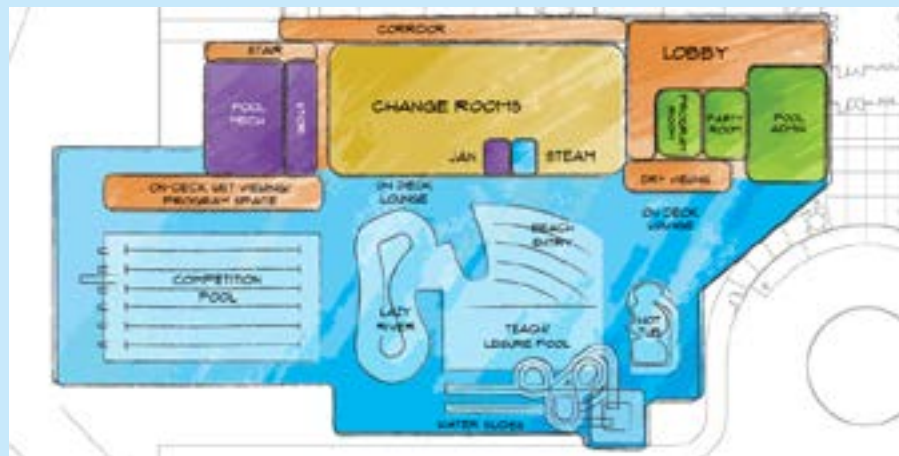 CORRIDOR
STAIR
LOBBY
POOL
MECH
STOR
CHANGE ROOMS
PROGRAM
ROOM
PARTY
ROOM
POOL
ADMIN
JAN
STEAM
ON-DECK WET VIEWING/
PROGRAM SPACE
ON DECK
LOUNGE
DRY VIEWING
ON DECK
LOUNGE
BEACH
ENTRY
COMPETITION
POOL
LAZY
RIVER
HOT
TUB
TEACH/
LEISURE POOL
WATER SLIDES